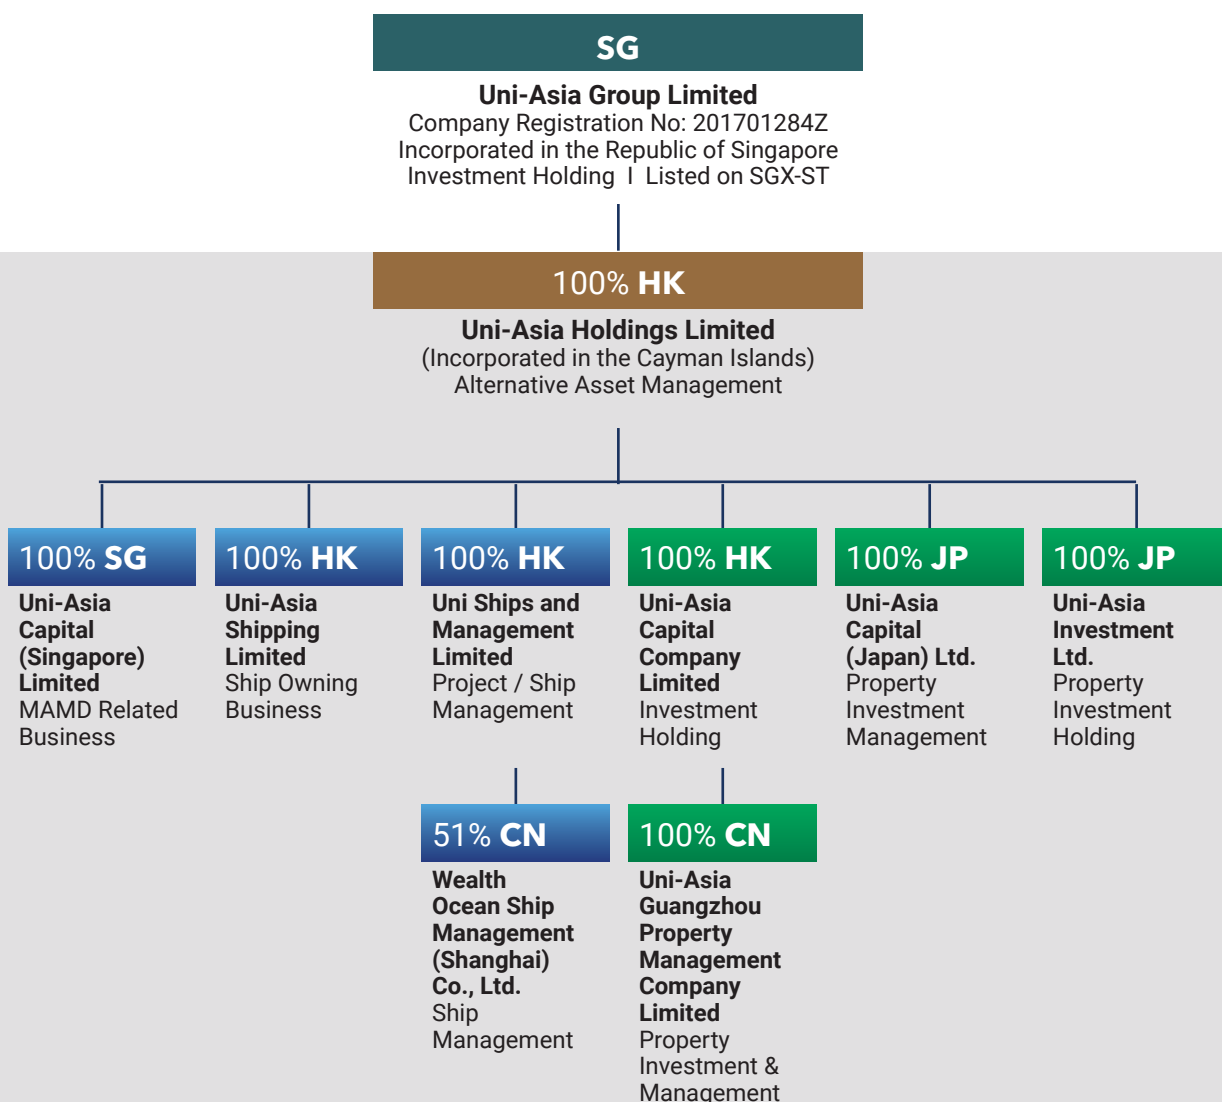 SG
Uni-Asia Group Limited
Company Registration No: 201701284Z
Incorporated in the Republic of Singapore
Investment Holding I Listed on SGX-ST
100% HK
Uni-Asia Holdings Limited
(Incorporated in the Cayman Islands)
Alternative Asset Management
100% SG
Uni-Asia
Capital
(Singapore)
Limited
MAMD Related
Business
100% HK
Uni-Asia
Shipping
Limited
Ship Owning
Business
100% HK
Uni Ships and
Management
Limited
Project / Ship
Management
100% HK
Uni-Asia
Capital
Company
Limited
Investment
Holding
100% JP
Uni-Asia
Capital
(Japan) Ltd.
Property
Investment
Management
100% JP
Uni-Asia
Investment
Ltd.
Property
Investment
Holding
51% CN
Wealth
Ocean Ship
Management
(Shanghai)
Co., Ltd.
Ship
Management
100% CN
Uni-Asia
Guangzhou
Property
Management
Company
Limited
Property
Investment &
Management